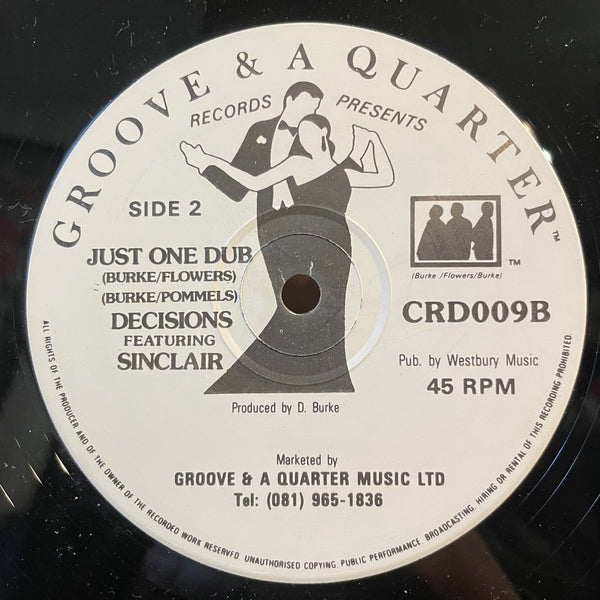 GROOVE & A QUARTER™
RECORDS PRESENTS
SIDE 2
JUST ONE DUB
(BURKE/FLOWERS)
(BURKE/POMMELS)
DECISIONS
FEATURING
SINCLAIR
TM
(Burke /Flowers/Burke)
CRD009B
Pub. by Westbury Music
45 RPM
Produced by D. Burke
Marketed by
GROOVE & A QUARTER MUSIC LTD
Tel: (081) 965-1836
ALL RIGHTS OF THE PRODUCER AND OF THE OWNER OF THE RECORDED WORK RESERVED. UNAUTHORISED COPYING. PUBLIC PERFORMANCE. BROADCASTING, HIRING OR RENTAL OF THIS RECORDING PROHIBITED.